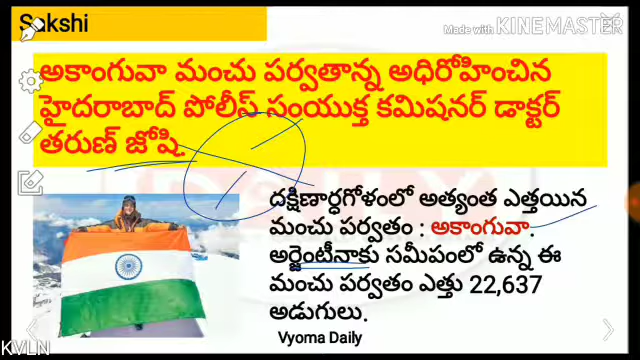 Sakshi
Made with KINEMASTER
అకాంగువా మంచు పర్వతాన్న అధిరోహించిన
హైదరాబాద్ పోలీస్ సంయుక్త కమిషనర్ డాక్టర్
తరుణ్ జోషి.
దక్షిణార్ధగోళంలో అత్యంత ఎత్తయిన
మంచు పర్వతం : అకాంగువా.
అర్జెంటీనాకు సమీపంలో ఉన్న ఈ
మంచు పర్వతం ఎత్తు 22,637
అడుగులు.
Vyoma Daily
KVLN